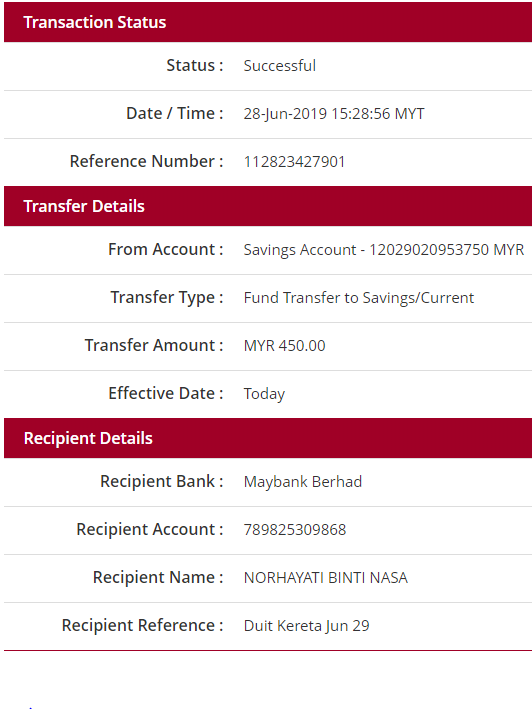 Transaction Status
Status : Successful
Date / Time : 28-Jun-2019 15:28:56 MYT
Reference Number : 112823427901
Transfer Details
From Account : Savings Account - 12029020953750 MYR
Transfer Type : Fund Transfer to Savings/Current
Transfer Amount : MYR 450.00
Effective Date : Today
Recipient Details
Recipient Bank : Maybank Berhad
Recipient Account : 789825309868
Recipient Name : NORHAYATI BINTI NASA
Recipient Reference : Duit Kereta Jun 29